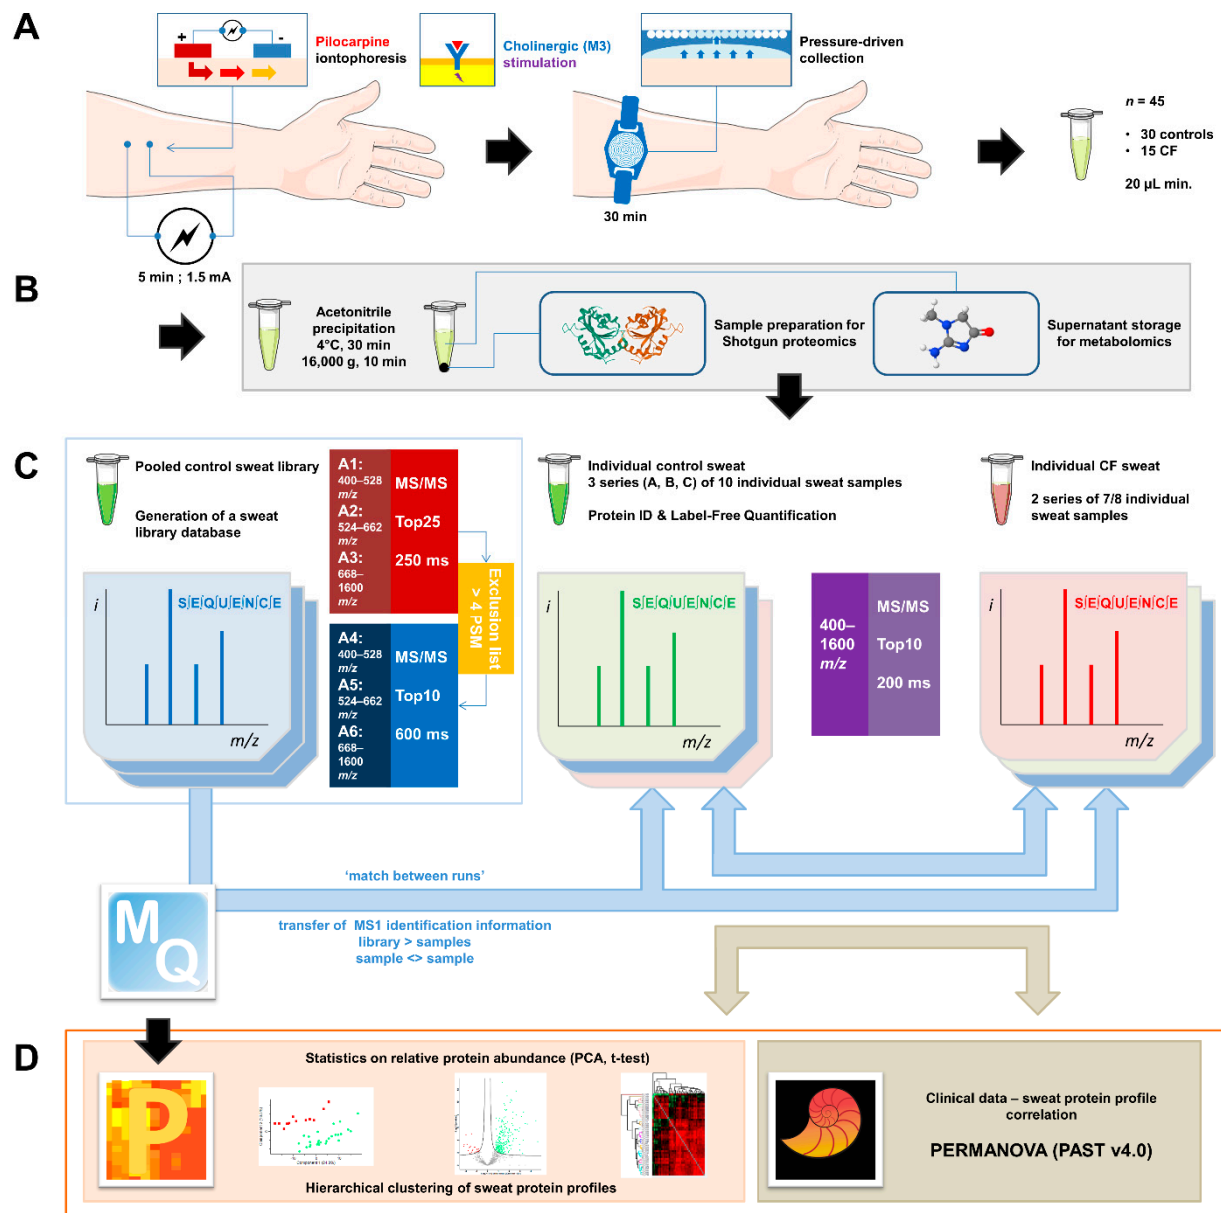 A
+
-
Pilocarpine
iontophoresis
Cholinergic (M3)
stimulation
Pressure-driven
collection
n = 45
• 30 controls
• 15 CF
20 µL min.
30 min
5 min ; 1.5 mA
B
Acetonitrile
precipitation
4°C, 30 min
16,000 g, 10 min
Sample preparation for
Shotgun proteomics
Supernatant storage
for metabolomics
C
Pooled control sweat library
Generation of a sweat
library database
A1:
400–528
m/z
A2:
524–662
m/z
A3:
668–
1600
m/z
MS/MS
Top25
250 ms
Exclusion list
> 4 PSM
A4:
400–528
m/z
A5:
524–662
m/z
A6:
668–
1600
m/z
MS/MS
Top10
600 ms
i
S|E|Q|U|E|N|C|E
m/z
Individual control sweat
3 series (A, B, C) of 10 individual sweat samples
Protein ID & Label-Free Quantification
i
S|E|Q|U|E|N|C|E
m/z
400–
1600
m/z
MS/MS
Top10
200 ms
Individual CF sweat
2 series of 7/8 individual
sweat samples
i
S|E|Q|U|E|N|C|E
m/z
'match between runs'
transfer of MS1 identification information
library > samples
sample <> sample
M
Q
D
P
Statistics on relative protein abundance (PCA, t-test)
Hierarchical clustering of sweat protein profiles
Clinical data – sweat protein profile
correlation
PERMANOVA (PAST v4.0)